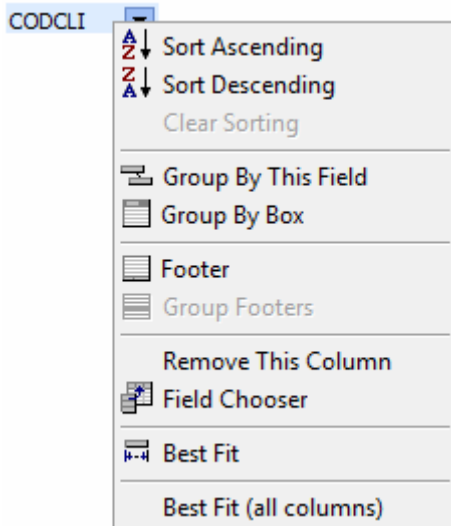 CODCLI
Sort Ascending
Sort Descending
Clear Sorting
Group By This Field
Group By Box
Footer
Group Footers
Remove This Column
Field Chooser
Best Fit
Best Fit (all columns)